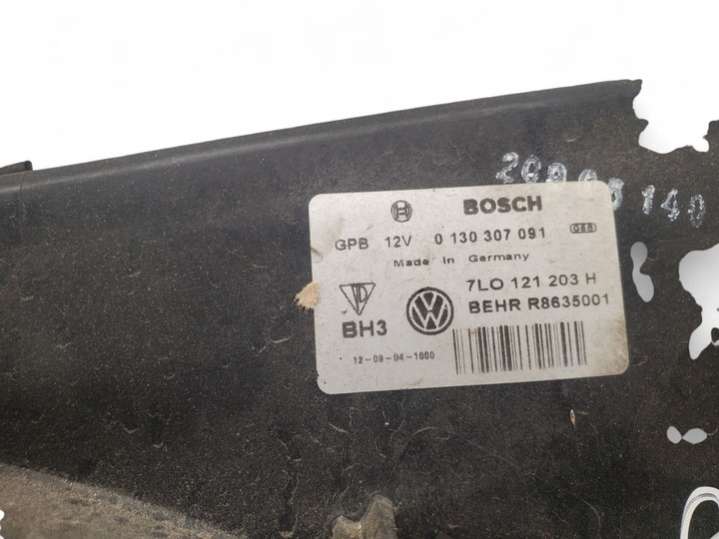 BOSCH
GPB 12V 0 130 307 091
Made in Germany
7LO 121 203 H
BEHR R8635001
BH3
12-09-04-1000
140